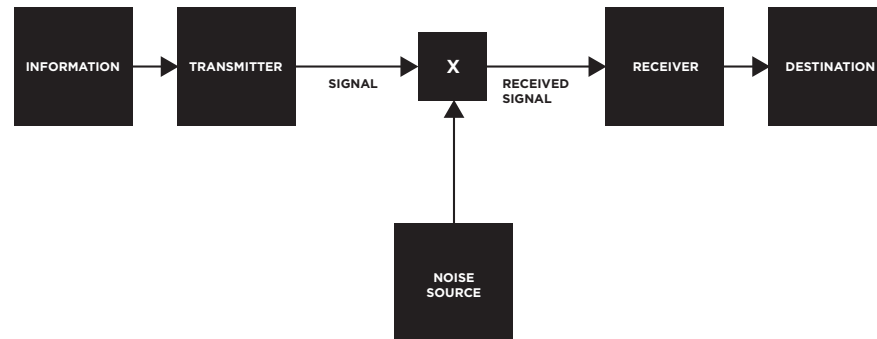 INFORMATION
TRANSMITTER
SIGNAL
X
RECEIVED
SIGNAL
RECEIVER
DESTINATION
NOISE
SOURCE